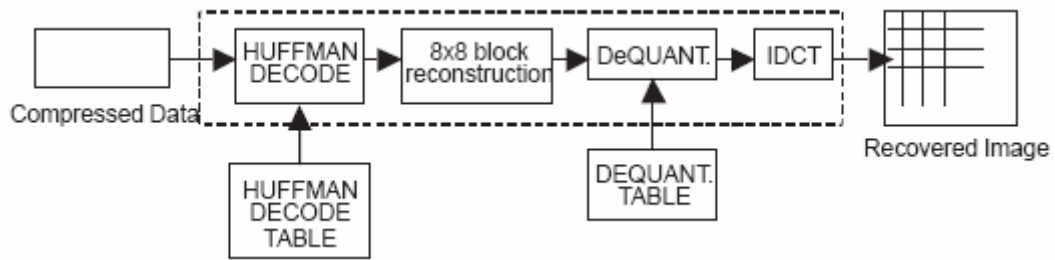 Compressed Data
HUFFMAN
DECODE
8x8 block
reconstruction
DeQUANT.
IDCT
Recovered Image
HUFFMAN
DECODE
TABLE
DEQUANT.
TABLE